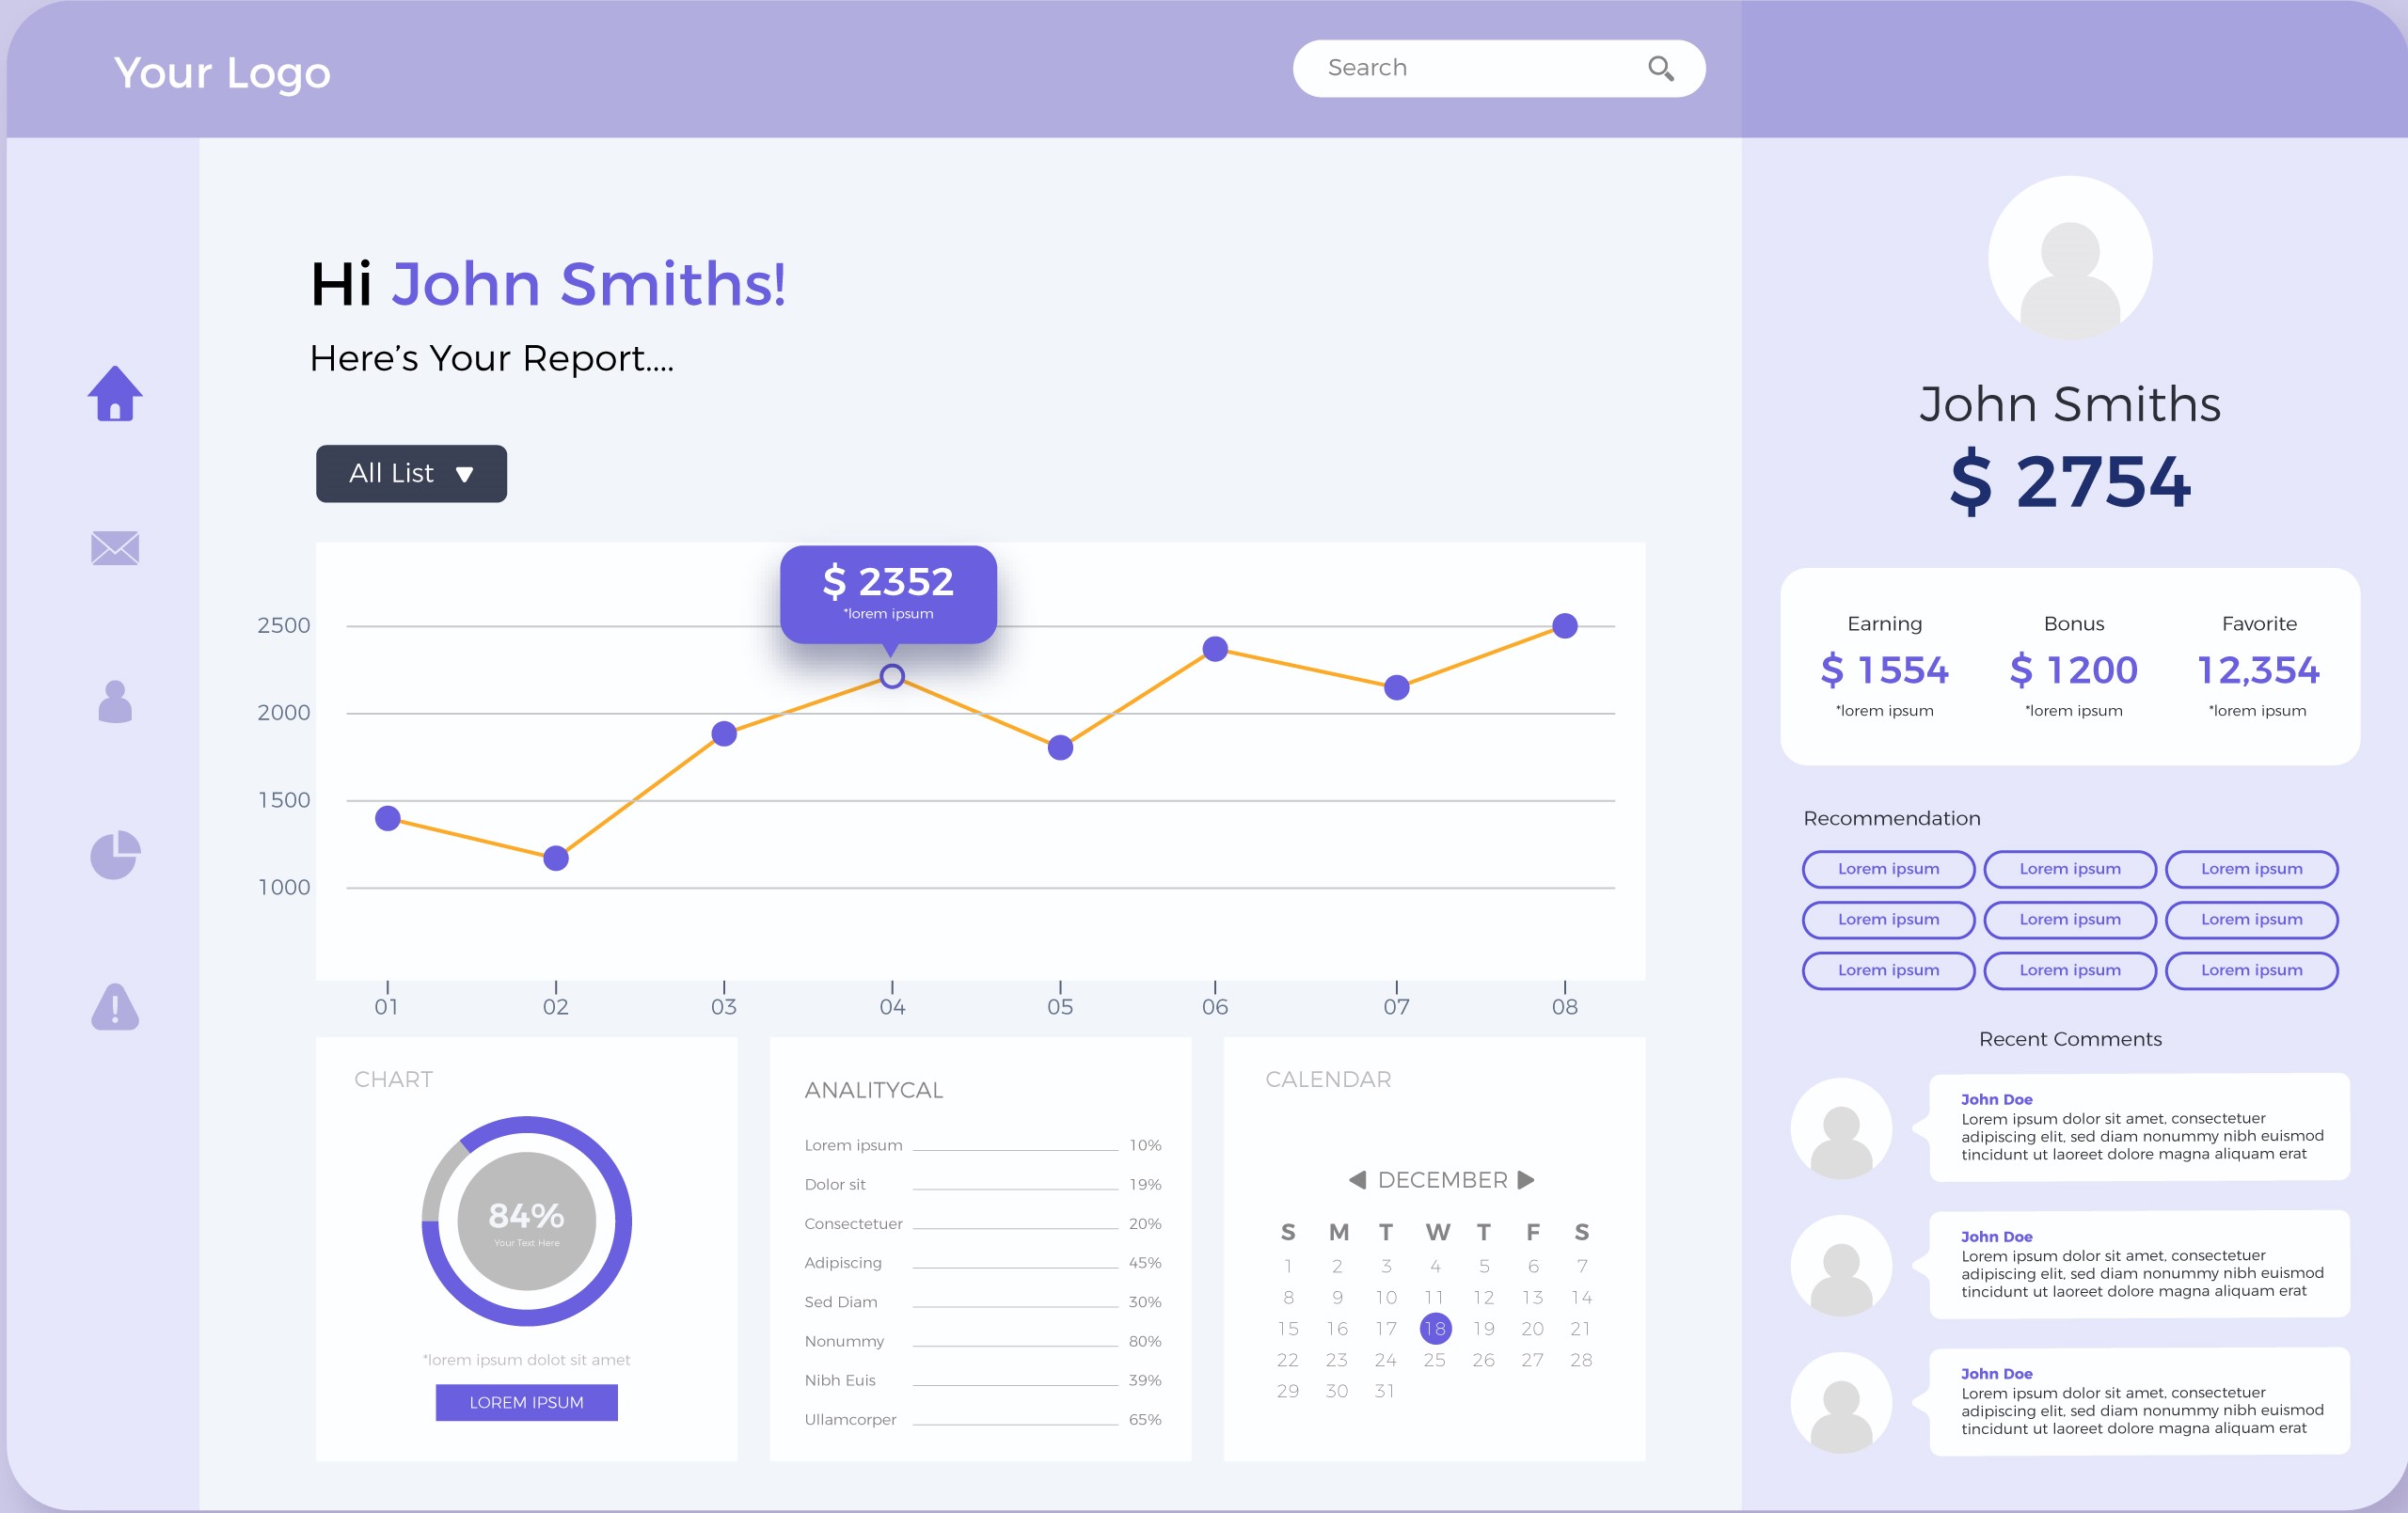 Your Logo
Search
Hi John Smiths!
Here's Your Report....
All List
$ 2352
*lorem ipsum
2500
2000
1500
1000
01 02 03 04 05 06 07 08
CHART
84%
Your Text Here
*lorem ipsum dolot sit amet
LOREM IPSUM
ANALITYCAL
Lorem ipsum 10%
Dolor sit 19%
Consectetuer 20%
Adipiscing 45%
Sed Diam 30%
Nonummy 80%
Nibh Euis 39%
Ullamcorper 65%
CALENDAR
DECEMBER
S M T W T F S
1 2 3 4 5 6 7
8 9 10 11 12 13 14
15 16 17 18 19 20 21
22 23 24 25 26 27 28
29 30 31
John Smiths
$ 2754
Earning Bonus Favorite
$ 1554 $ 1200 12,354
*lorem ipsum *lorem ipsum *lorem ipsum
Recommendation
Lorem ipsum Lorem ipsum Lorem ipsum
Lorem ipsum Lorem ipsum Lorem ipsum
Lorem ipsum Lorem ipsum Lorem ipsum
Recent Comments
John Doe
Lorem ipsum dolor sit amet, consectetuer
adipiscing elit, sed diam nonummy nibh euismod
tincidunt ut laoreet dolore magna aliquam erat
John Doe
Lorem ipsum dolor sit amet, consectetuer
adipiscing elit, sed diam nonummy nibh euismod
tincidunt ut laoreet dolore magna aliquam erat
John Doe
Lorem ipsum dolor sit amet, consectetuer
adipiscing elit, sed diam nonummy nibh euismod
tincidunt ut laoreet dolore magna aliquam erat